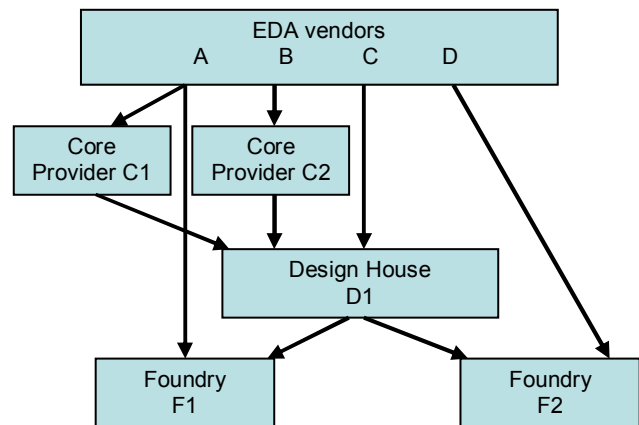 EDA vendors
A B C D
Core
Provider C1
Core
Provider C2
Design House
D1
Foundry
F1
Foundry
F2